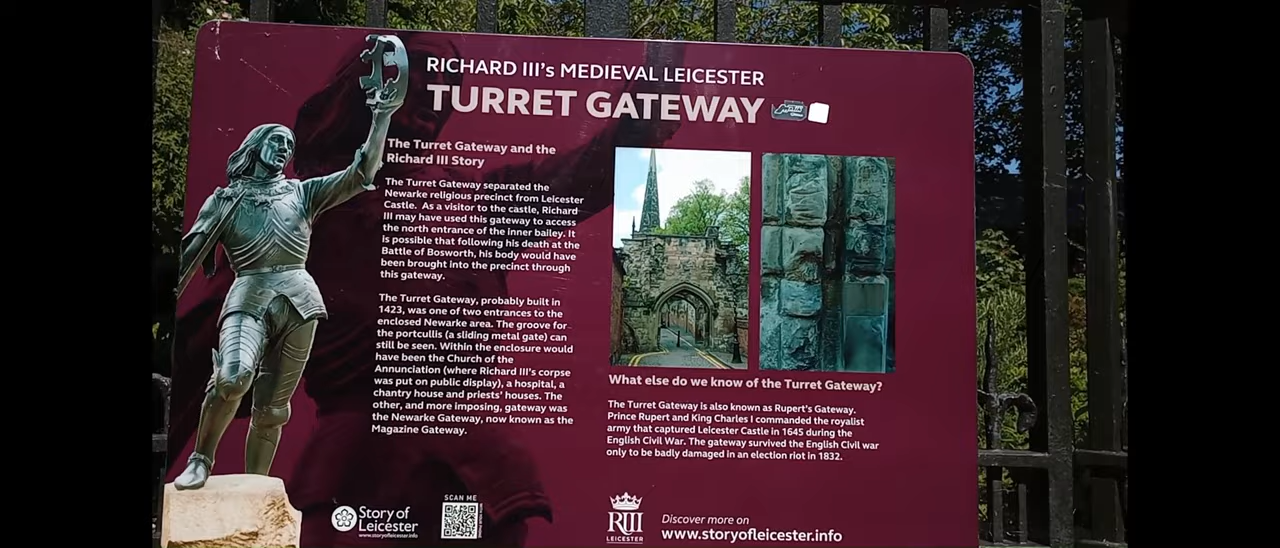 RICHARD III's MEDIEVAL LEICESTER
TURRET GATEWAY
The Turret Gateway and the
Richard III Story
The Turret Gateway separated the
Newarke religious precinct from Leicester
Castle. As a visitor to the castle, Richard
III may have used this gateway to access
the north entrance of the inner bailey. It
is possible that following his death at the
Battle of Bosworth, his body would have
been brought into the precinct through
this gateway.
The Turret Gateway, probably built in
1423, was one of two entrances to the
enclosed Newarke area. The groove for
the portcullis (a sliding metal gate) can
still be seen. Within the enclosure would
have been the Church of the
Annunciation (where Richard III's corpse
was put on public display), a hospital, a
chantry house and priests' houses. The
other, and more imposing, gateway was
the Newarke Gateway, now known as the
Magazine Gateway.
What else do we know of the Turret Gateway?
The Turret Gateway is also known as Rupert's Gateway.
Prince Rupert and King Charles I commanded the royalist
army that captured Leicester Castle in 1645 during the
English Civil War. The gateway survived the English Civil war
only to be badly damaged in an election riot in 1832.
Story of
Leicester
www.storyofleicester.info
SCAN ME
RIII
LEICESTER
Discover more on
www.storyofleicester.info